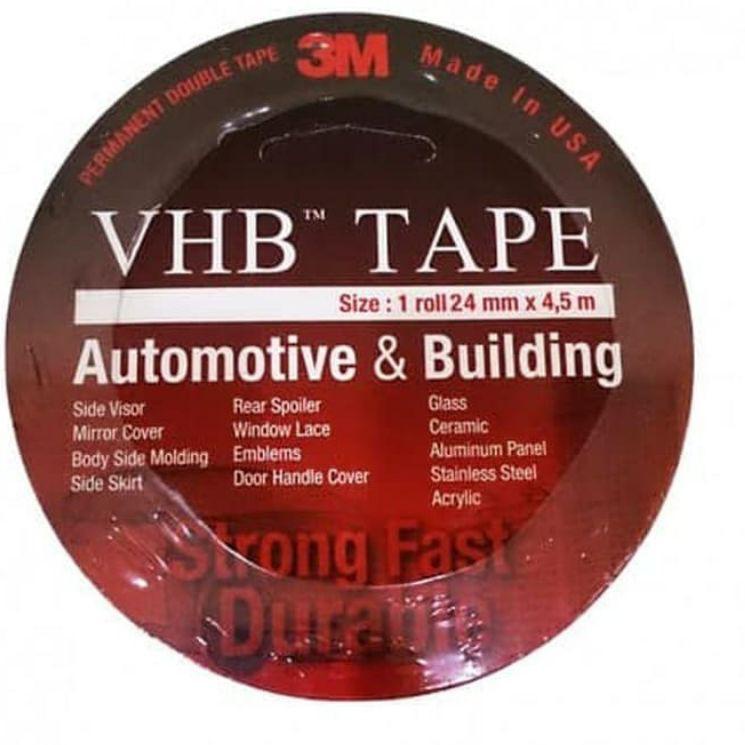 PERMANENT DOUBLE TAPE 3M Made In USA
VHB™ TAPE
Size : 1 roll 24 mm x 4,5 m
Automotive & Building
Side Visor
Mirror Cover
Body Side Molding
Side Skirt
Rear Spoiler
Window Lace
Emblems
Door Handle Cover
Glass
Ceramic
Aluminum Panel
Stainless Steel
Acrylic
Strong Fast
Durable